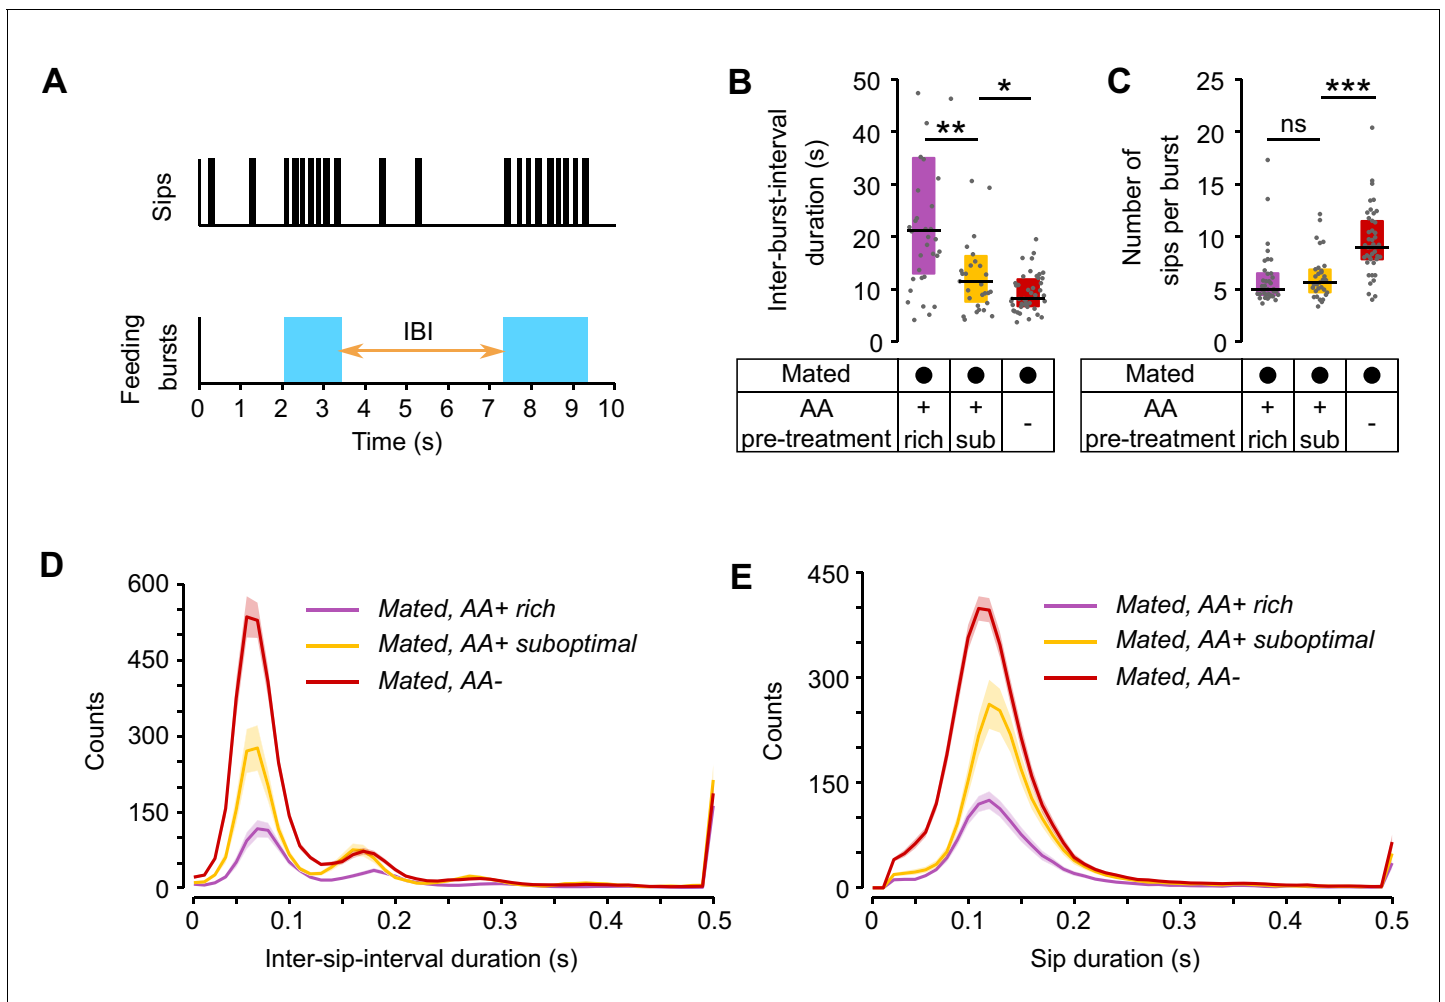 A
Sips
Feeding
bursts
IBI
0 1 2 3 4 5 6 7 8 9 10
Time (s)
B
Inter-burst-interval
duration (s)
50
40
30
20
10
0
**
*
Mated ● ● ●
AA + + -
pre-treatment rich sub
C
Number of
sips per burst
25
20
15
10
5
0
ns
***
Mated ● ● ●
AA + + -
pre-treatment rich sub
D
Counts
600
450
300
150
0
Mated, AA+ rich
Mated, AA+ suboptimal
Mated, AA-
0 0.1 0.2 0.3 0.4 0.5
Inter-sip-interval duration (s)
E
Counts
450
300
150
0
Mated, AA+ rich
Mated, AA+ suboptimal
Mated, AA-
0 0.1 0.2 0.3 0.4 0.5
Sip duration (s)